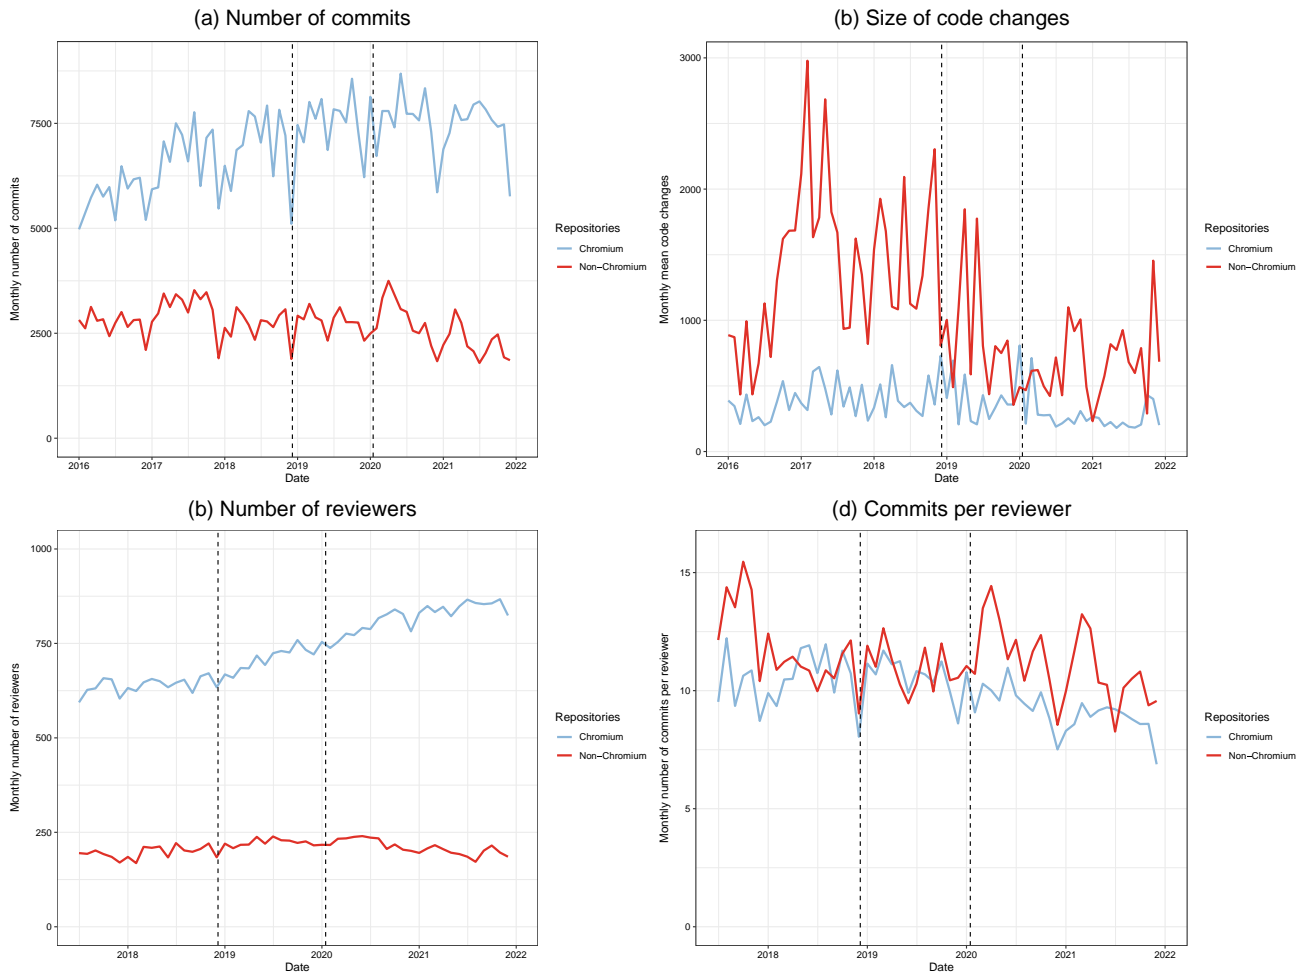 (a) Number of commits
Monthly number of commits
7500
5000
2500
0
2016
2017
2018
2019
2020
2021
2022
Date
Repositories
Chromium
Non−Chromium
(b) Size of code changes
Monthly mean code changes
3000
2000
1000
0
2016
2017
2018
2019
2020
2021
2022
Date
Repositories
Chromium
Non−Chromium
(b) Number of reviewers
Monthly number of reviewers
1000
750
500
250
0
2018
2019
2020
2021
2022
Date
Repositories
Chromium
Non−Chromium
(d) Commits per reviewer
Monthly number of commits per reviewer
15
10
5
0
2018
2019
2020
2021
2022
Date
Repositories
Chromium
Non−Chromium